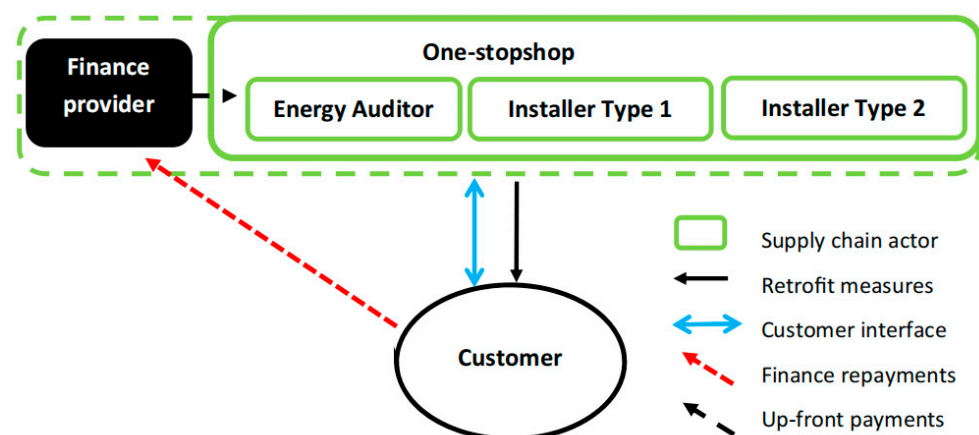 Finance
provider
One-stopshop
Energy Auditor
Installer Type 1
Installer Type 2
Customer
Supply chain actor
Retrofit measures
Customer interface
Finance repayments
Up-front payments